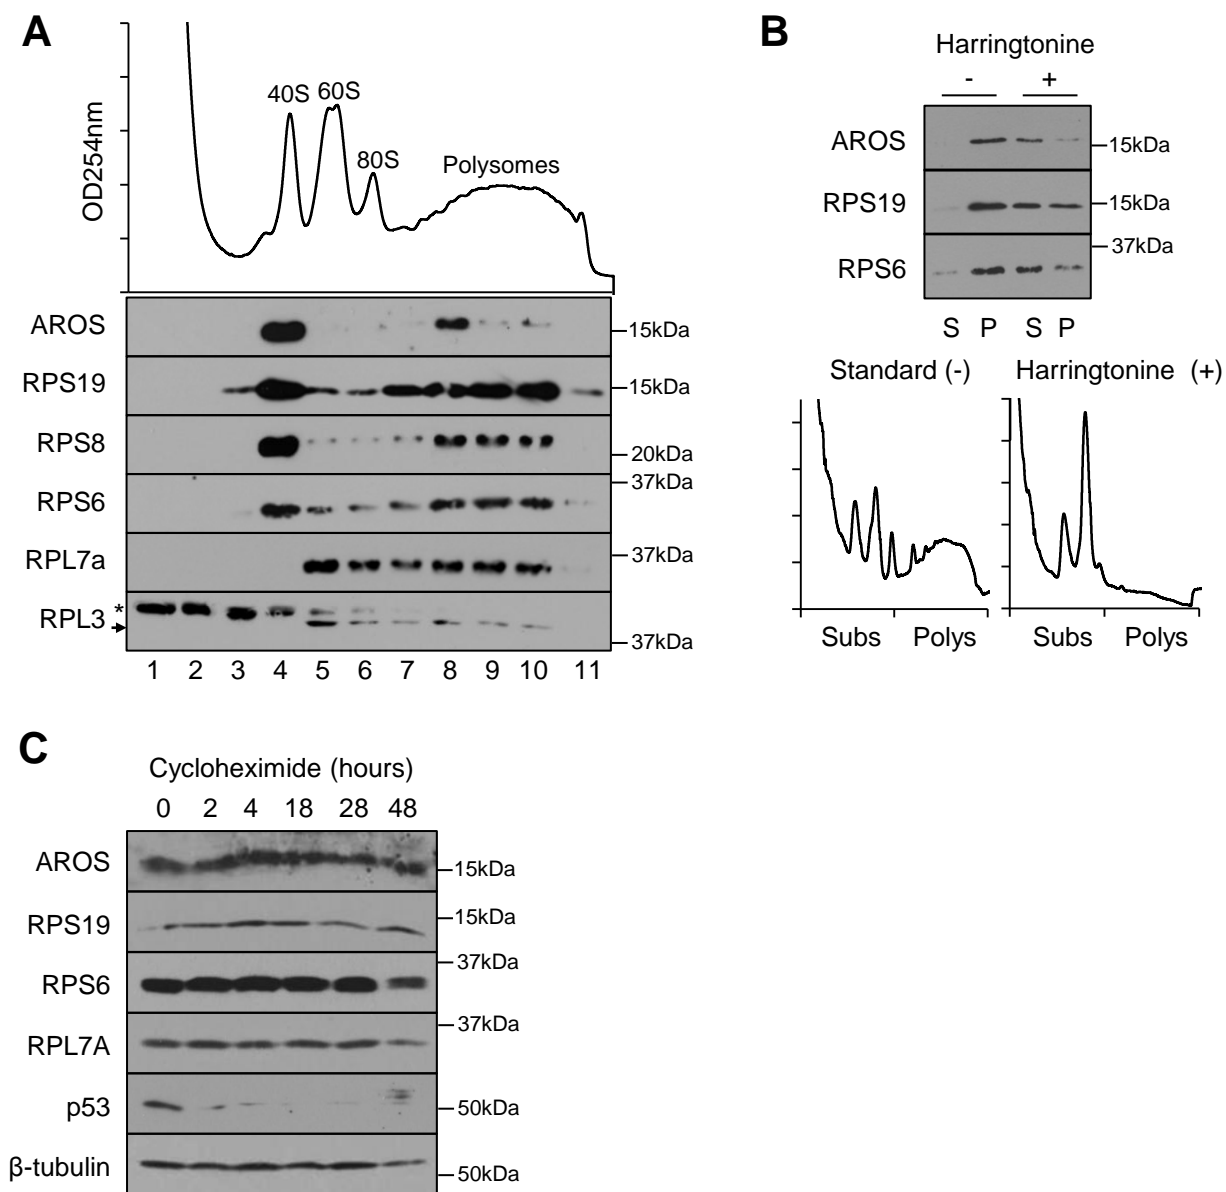 A
OD254nm
40S 60S
80S
Polysomes
AROS
15kDa
RPS19
15kDa
RPS8
20kDa
RPS6
37kDa
RPL7a
37kDa
*
RPL3
37kDa
1 2 3 4 5 6 7 8 9 10 11
B
Harringtonine
- +
AROS
15kDa
RPS19
15kDa
RPS6
37kDa
S P S P
Standard (-)
Harringtonine (+)
Subs Polys
Subs Polys
C
Cycloheximide (hours)
0 2 4 18 28 48
AROS
15kDa
RPS19
15kDa
RPS6
37kDa
RPL7A
37kDa
p53
50kDa
β-tubulin
50kDa